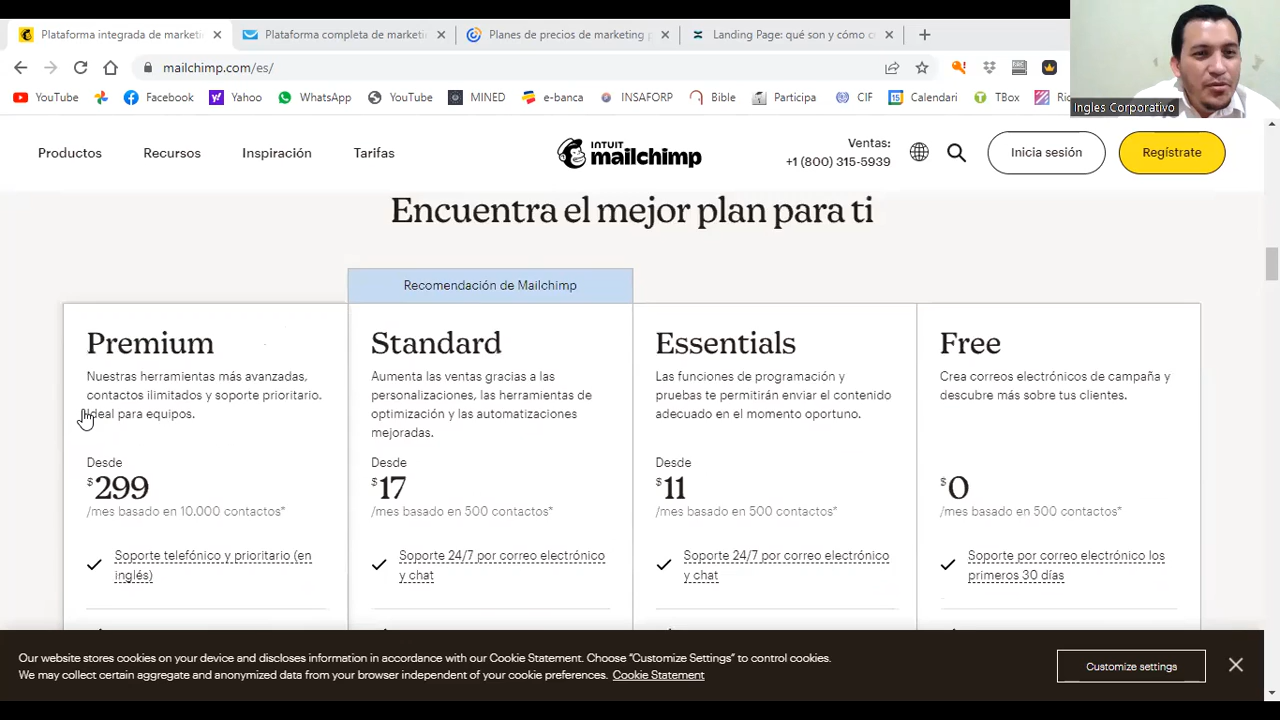 Plataforma integrada de marketi
Plataforma completa de marketi
Planes de precios de marketing p
Landing Page: qué son y cómo c
mailchimp.com/es/
YouTube
Facebook
Yahoo
WhatsApp
YouTube
MINED
e-banca
INSAFORP
Bible
Participa
CIF
Calendari
TBox
Ingles Corporativo
Productos
Recursos
Inspiración
Tarifas
INTUIT
mailchimp
Ventas:
+1 (800) 315-5939
Inicia sesión
Regístrate
Encuentra el mejor plan para ti
Recomendación de Mailchimp
Premium
Nuestras herramientas más avanzadas,
contactos ilimitados y soporte prioritario.
Ideal para equipos.
Desde
$299
/mes basado en 10.000 contactos*
Soporte telefónico y prioritario (en
inglés)
Standard
Aumenta las ventas gracias a las
personalizaciones, las herramientas de
optimización y las automatizaciones
mejoradas.
Desde
$17
/mes basado en 500 contactos*
Soporte 24/7 por correo electrónico
y chat
Essentials
Las funciones de programación y
pruebas te permitirán enviar el contenido
adecuado en el momento oportuno.
Desde
$11
/mes basado en 500 contactos*
Soporte 24/7 por correo electrónico
y chat
Free
Crea correos electrónicos de campaña y
descubre más sobre tus clientes.
$0
/mes basado en 500 contactos*
Soporte por correo electrónico los
primeros 30 días
Our website stores cookies on your device and discloses information in accordance with our Cookie Statement. Choose "Customize Settings" to control cookies.
We may collect certain aggregate and anonymized data from your browser independent of your cookie preferences. Cookie Statement
Customize settings